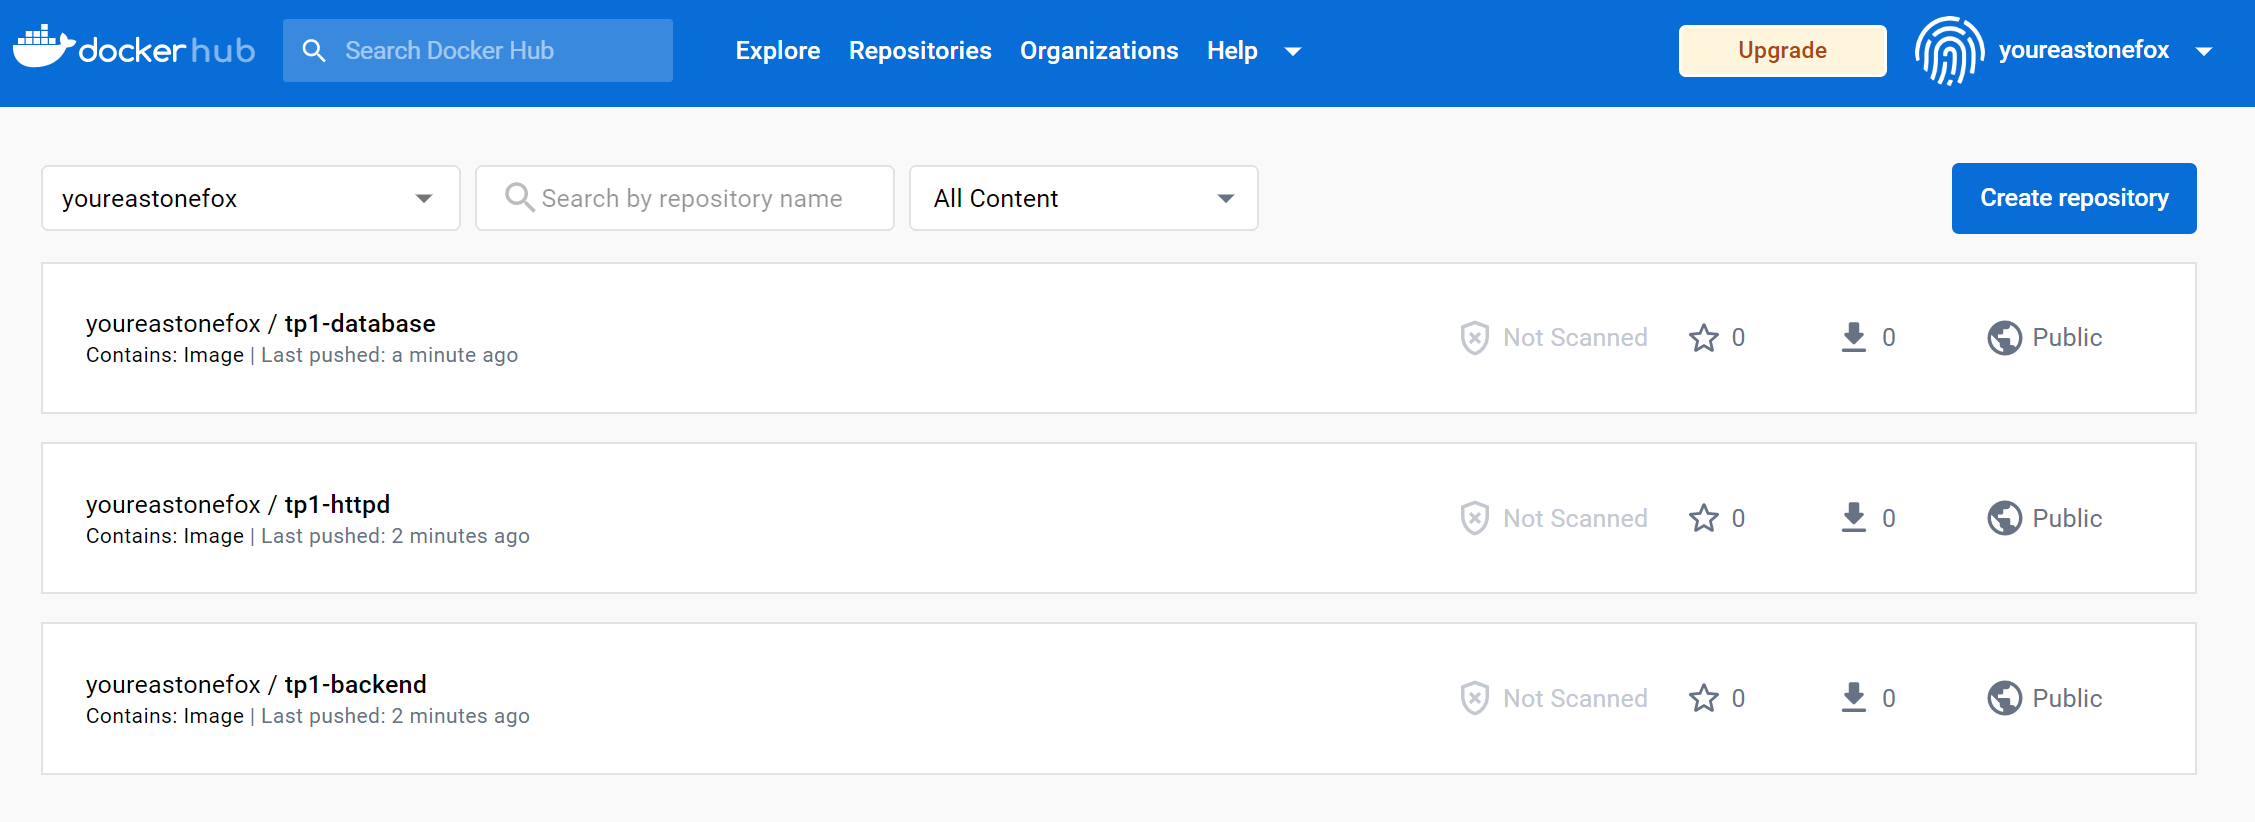 docker hub Search Docker Hub Explore Repositories Organizations Help Upgrade youreastonefox
youreastonefox Search by repository name All Content Create repository
youreastonefox / tp1-database
Contains: Image | Last pushed: a minute ago
Not Scanned 0 0 Public
youreastonefox / tp1-httpd
Contains: Image | Last pushed: 2 minutes ago
Not Scanned 0 0 Public
youreastonefox / tp1-backend
Contains: Image | Last pushed: 2 minutes ago
Not Scanned 0 0 Public